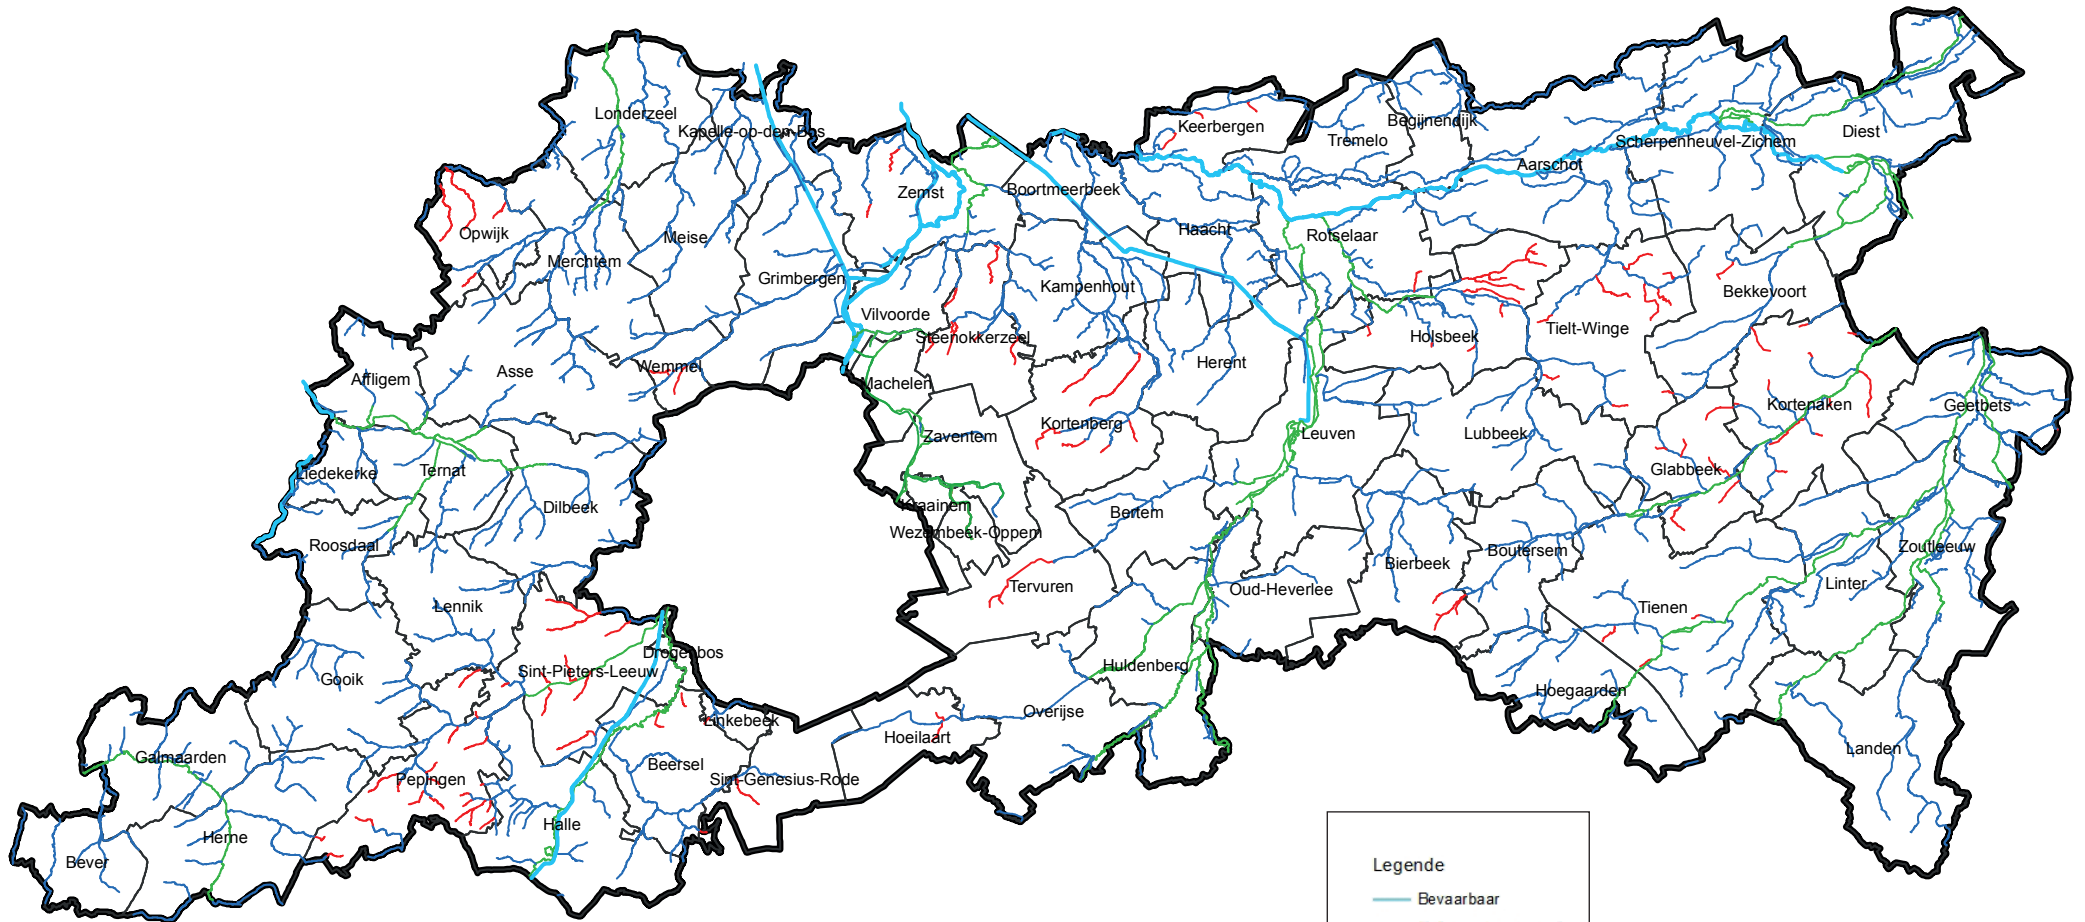 Londerzeel
Kapelle-op-den-Bos
Keerbergen
Tremelo
Begijnendijk
Diest
Scherpenheuvel-Zichem
Aarschot
Zemst
Boortmeerbeek
Opwijk
Meise
Haacht
Rotselaar
Merchtem
Grimbergen
Kampenhout
Bekkevoort
Vilvoorde
Steenokkerzeel
Holsbeek
Tielt-Winge
Herent
Wemmel
Asse
Affligem
Machelen
Kortenaken
Geetbets
Kortenberg
Zaventem
Leuven
Lubbeek
Liedekerke
Ternat
Glabbeek
Dilbeek
Kraainem
Bertem
Wezembeek-Oppem
Roosdaal
Boutersem
Zoutleeuw
Bierbeek
Tervuren
Oud-Heverlee
Linter
Lennik
Tienen
Drogenbos
Sint-Pieters-Leeuw
Huldenberg
Gooik
Hoegaarden
Overijse
Linkebeek
Hoeilaart
Landen
Galmaarden
Beersel
Pepingen
Sint-Genesius-Rode
Halle
Herne
Bever
Legende
Bevaarbaar